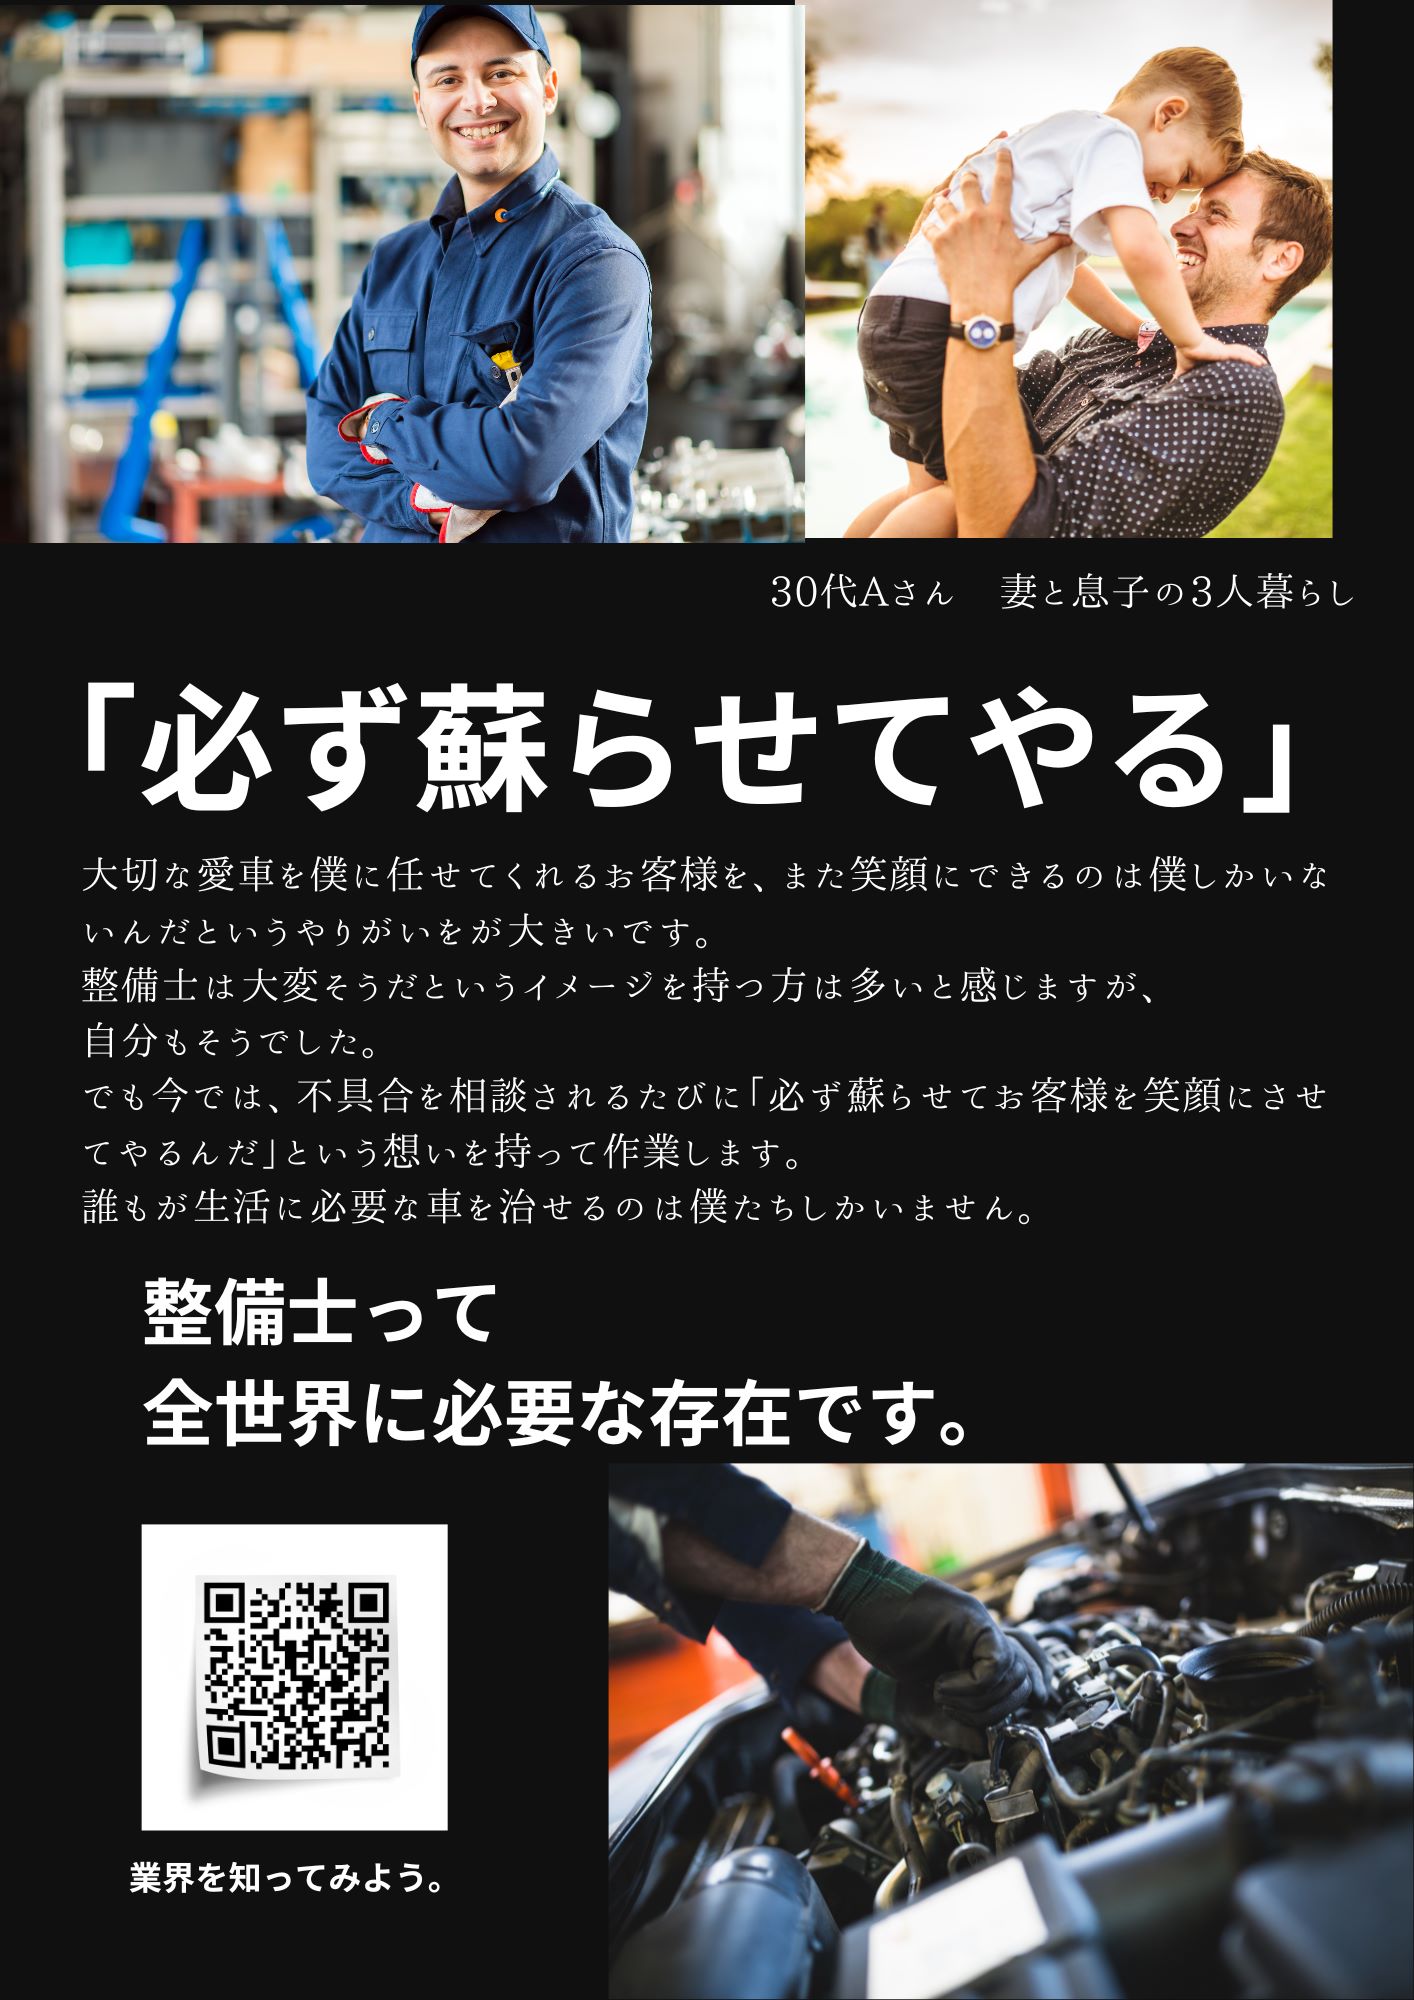 30代Aさん　妻と息子の3人暮らし
「必ず蘇らせてやる」
大切な愛車を僕に任せてくれるお客様を、また笑顔にできるのは僕しかいな
いんだというやりがいをが大きいです。
整備士は大変そうだというイメージを持つ方は多いと感じますが、
自分もそうでした。
でも今では、不具合を相談されるたびに「必ず蘇らせてお客様を笑顔にさせ
てやるんだ」という想いを持って作業します。
誰もが生活に必要な車を治せるのは僕たちしかいません。
整備士って
全世界に必要な存在です。
業界を知ってみよう。